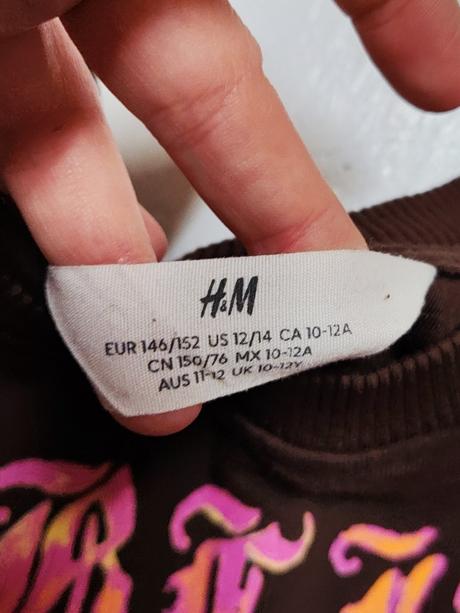 H&M
EUR 146/152 US 12/14 CA 10-12A
CN 150/76 MX 10-12A
AUS 11-12 UK 10-12Y